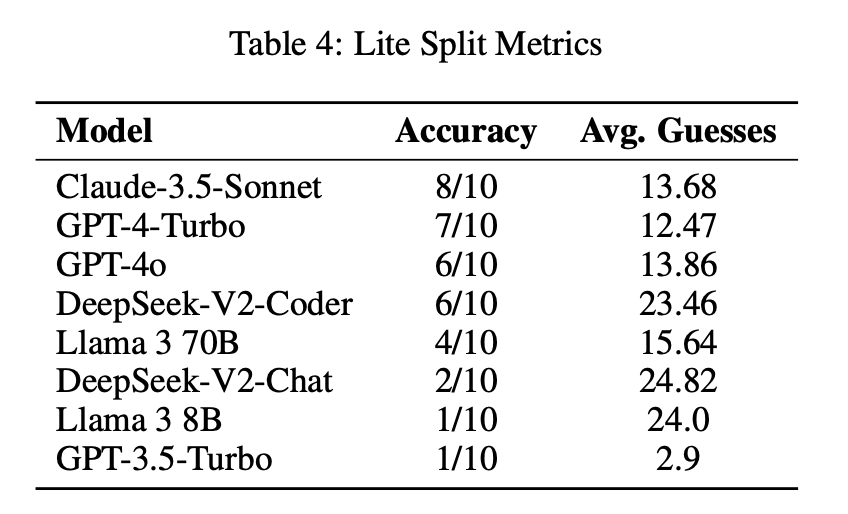 Table 4: Lite Split Metrics
Model Accuracy Avg. Guesses
Claude-3.5-Sonnet 8/10 13.68
GPT-4-Turbo 7/10 12.47
GPT-4o 6/10 13.86
DeepSeek-V2-Coder 6/10 23.46
Llama 3 70B 4/10 15.64
DeepSeek-V2-Chat 2/10 24.82
Llama 3 8B 1/10 24.0
GPT-3.5-Turbo 1/10 2.9